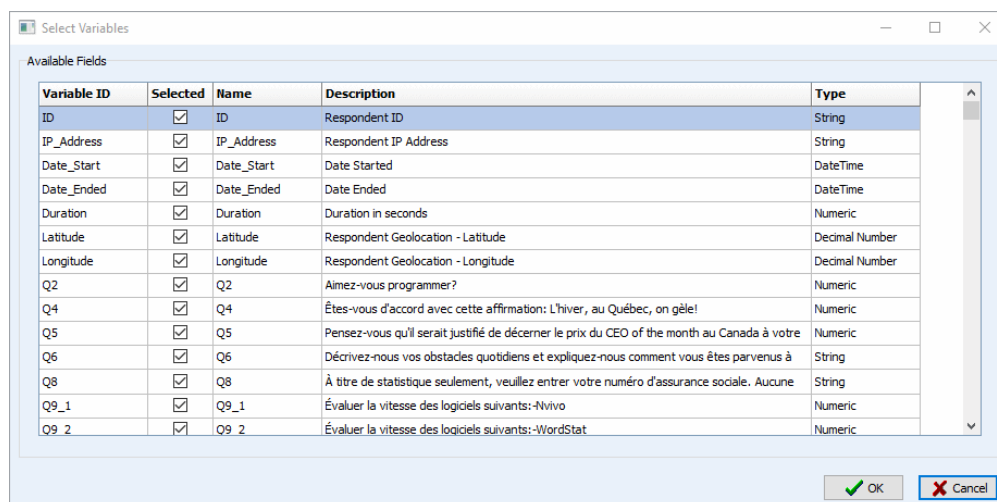 Select Variables
Available Fields
Variable ID Selected Name Description Type
ID ID Respondent ID String
IP_Address IP_Address Respondent IP Address String
Date_Start Date_Start Date Started DateTime
Date_Ended Date_Ended Date Ended DateTime
Duration Duration Duration in seconds Numeric
Latitude Latitude Respondent Geolocation - Latitude Decimal Number
Longitude Longitude Respondent Geolocation - Longitude Decimal Number
Q2 Q2 Aimez-vous programmer? Numeric
Q4 Q4 Êtes-vous d'accord avec cette affirmation: L'hiver, au Québec, on gèle! Numeric
Q5 Q5 Pensez-vous qu'il serait justifié de décerner le prix du CEO of the month au Canada à votre Numeric
Q6 Q6 Décrivez-nous vos obstacles quotidiens et expliquez-nous comment vous êtes parvenus à String
Q8 Q8 À titre de statistique seulement, veuillez entrer votre numéro d'assurance sociale. Aucune String
Q9_1 Q9_1 Évaluer la vitesse des logiciels suivants:-Nvivo Numeric
Q9_2 Q9_2 Évaluer la vitesse des logiciels suivants:-WordStat Numeric
OK Cancel